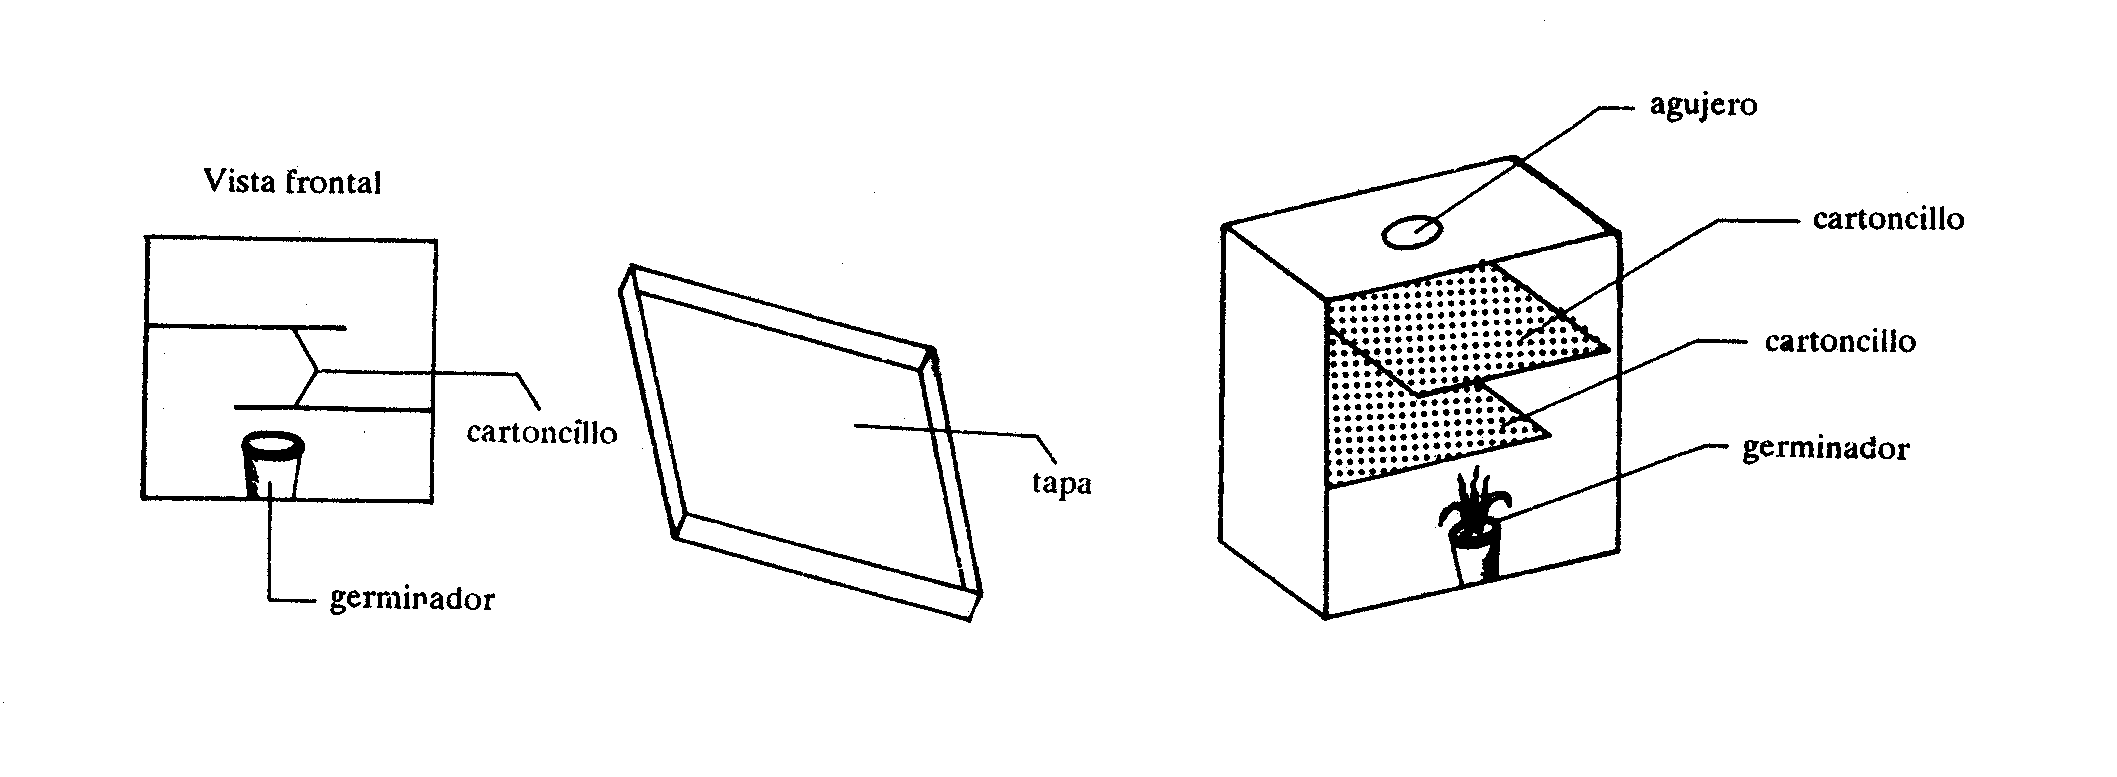 Vista frontal
cartoncillo
germinador
tapa
agujero
cartoncillo
cartoncillo
germinador